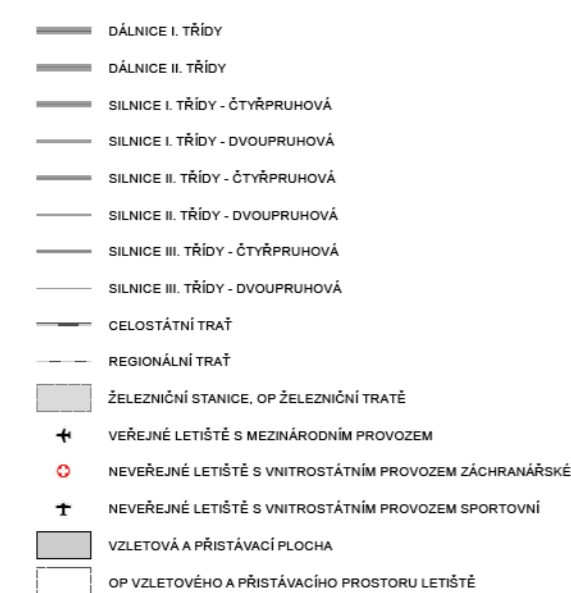 DÁLNICE I. TŘÍDY
DÁLNICE II. TŘÍDY
SILNICE I. TŘÍDY - ČTYŘPRUHOVÁ
SILNICE I. TŘÍDY - DVOUPRUHOVÁ
SILNICE II. TŘÍDY - ČTYŘPRUHOVÁ
SILNICE II. TŘÍDY - DVOUPRUHOVÁ
SILNICE III. TŘÍDY - ČTYŘPRUHOVÁ
SILNICE III. TŘÍDY - DVOUPRUHOVÁ
CELOSTÁTNÍ TRAŤ
REGIONÁLNÍ TRAŤ
ŽELEZNIČNÍ STANICE, OP ŽELEZNIČNÍ TRATĚ
VEŘEJNÉ LETIŠTĚ S MEZINÁRODNÍM PROVOZEM
NEVEŘEJNÉ LETIŠTĚ S VNITROSTÁTNÍM PROVOZEM ZÁCHRANÁŘSKÉ
NEVEŘEJNÉ LETIŠTĚ S VNITROSTÁTNÍM PROVOZEM SPORTOVNÍ
VZLETOVÁ A PŘISTÁVACÍ PLOCHA
OP VZLETOVÉHO A PŘISTÁVACÍHO PROSTORU LETIŠTĚ